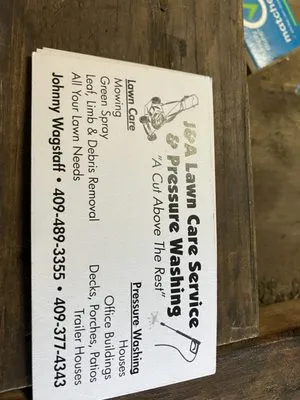 J&A Lawn Care Service
& Pressure Washing
"A Cut Above The Rest"
Lawn Care
Mowing
Green Spray
Leaf, Limb & Debris Removal
All Your Lawn Needs
Pressure Washing
Houses
Office Buildings
Decks, Porches, Patios
Trailer Houses
Johnny Wagstaff • 409-489-3355 • 409-377-4343
matche